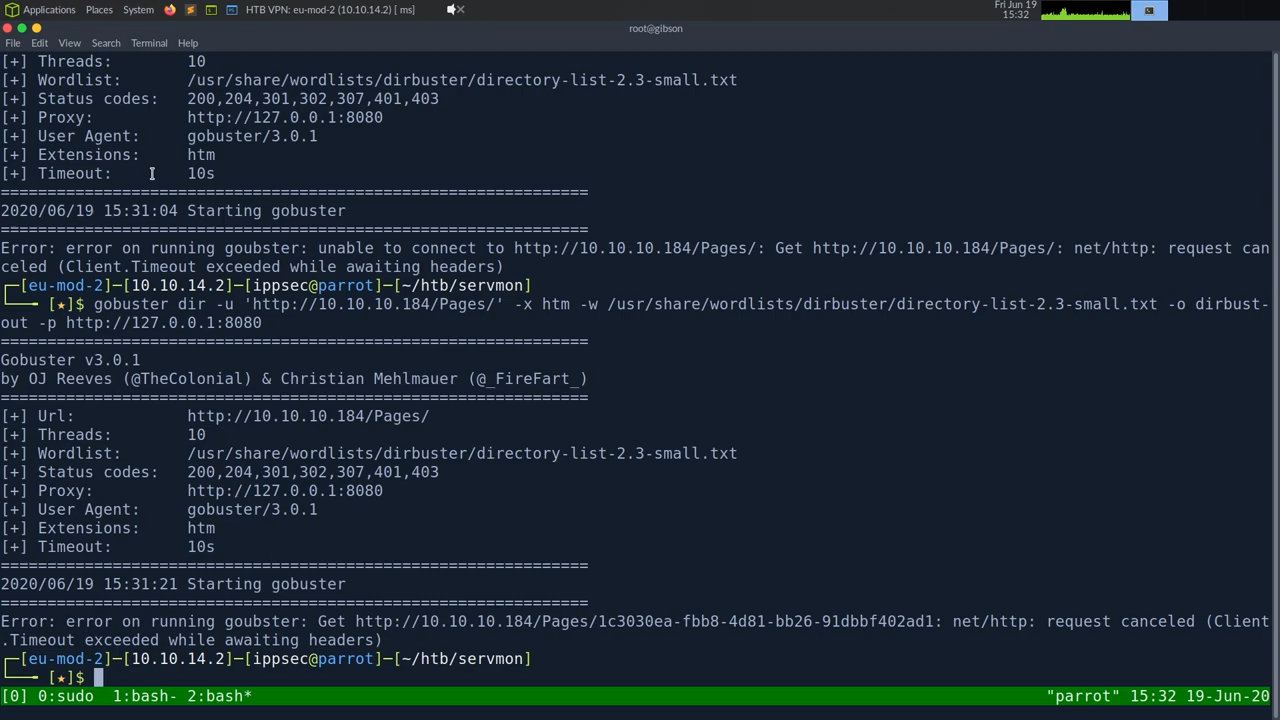 Applications Places System HTB VPN: eu-mod-2 (10.10.14.2) [ ms] Fri Jun 19
15:32
root@gibson
File Edit View Search Terminal Help
[+] Threads: 10
[+] Wordlist: /usr/share/wordlists/dirbuster/directory-list-2.3-small.txt
[+] Status codes: 200,204,301,302,307,401,403
[+] Proxy: http://127.0.0.1:8080
[+] User Agent: gobuster/3.0.1
[+] Extensions: htm
[+] Timeout: 10s
===============================================================
2020/06/19 15:31:04 Starting gobuster
===============================================================
Error: error on running goubster: unable to connect to http://10.10.10.184/Pages/: Get http://10.10.10.184/Pages/: net/http: request can
celed (Client.Timeout exceeded while awaiting headers)
┌─[eu-mod-2]─[10.10.14.2]─[ippsec@parrot]─[~/htb/servmon]
└──╼ [★]$ gobuster dir -u 'http://10.10.10.184/Pages/' -x htm -w /usr/share/wordlists/dirbuster/directory-list-2.3-small.txt -o dirbust-
out -p http://127.0.0.1:8080
===============================================================
Gobuster v3.0.1
by OJ Reeves (@TheColonial) & Christian Mehlmauer (@_FireFart_)
===============================================================
[+] Url: http://10.10.10.184/Pages/
[+] Threads: 10
[+] Wordlist: /usr/share/wordlists/dirbuster/directory-list-2.3-small.txt
[+] Status codes: 200,204,301,302,307,401,403
[+] Proxy: http://127.0.0.1:8080
[+] User Agent: gobuster/3.0.1
[+] Extensions: htm
[+] Timeout: 10s
===============================================================
2020/06/19 15:31:21 Starting gobuster
===============================================================
Error: error on running goubster: Get http://10.10.10.184/Pages/1c3030ea-fbb8-4d81-bb26-91dbbf402ad1: net/http: request canceled (Client
.Timeout exceeded while awaiting headers)
┌─[eu-mod-2]─[10.10.14.2]─[ippsec@parrot]─[~/htb/servmon]
└──╼ [★]$
[0] 0:sudo 1:bash- 2:bash* "parrot" 15:32 19-Jun-20